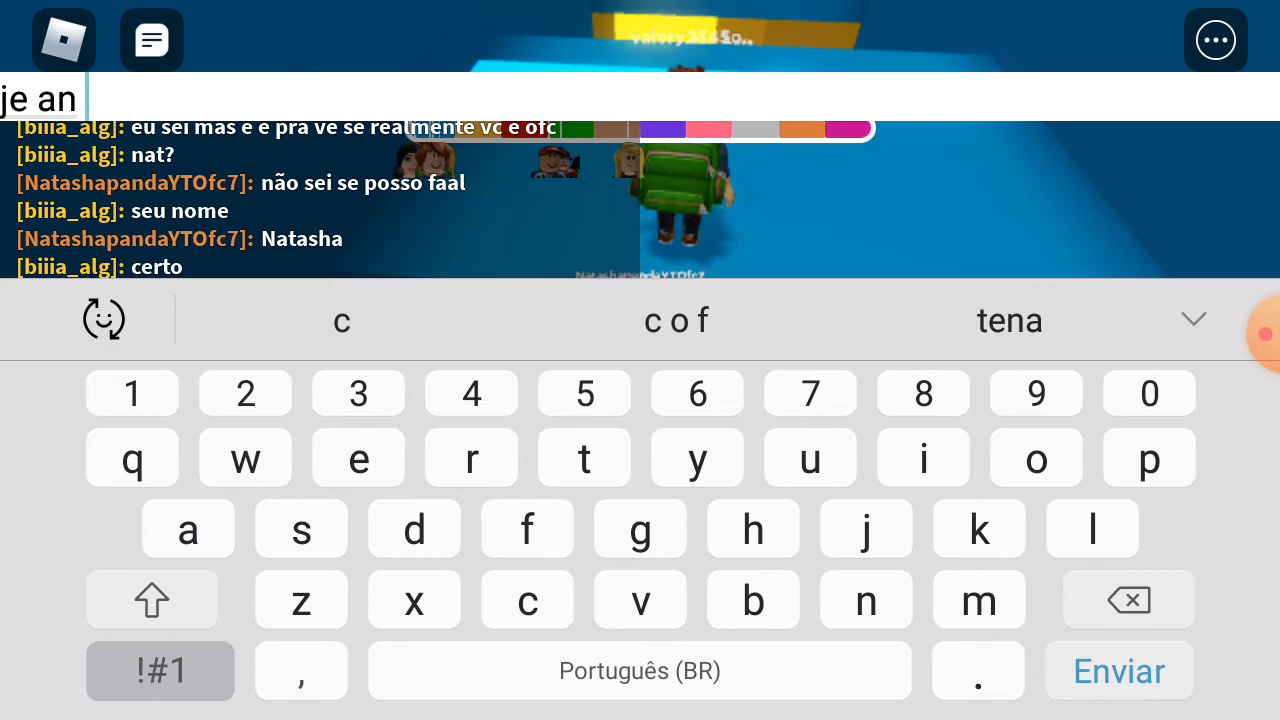 valory2345o..
je an
[biiia_alg]: eu sei mas e e pra ve se realmente vc e ofc
[biiia_alg]: nat?
[NatashapandaYTOfc7]: não sei se posso faal
[biiia_alg]: seu nome
[NatashapandaYTOfc7]: Natasha
[biiia_alg]: certo
NatashapandaYTOfc7
c c o f tena
1 2 3 4 5 6 7 8 9 0
q w e r t y u i o p
a s d f g h j k l
z x c v b n m
!#1 , Português (BR) . Enviar